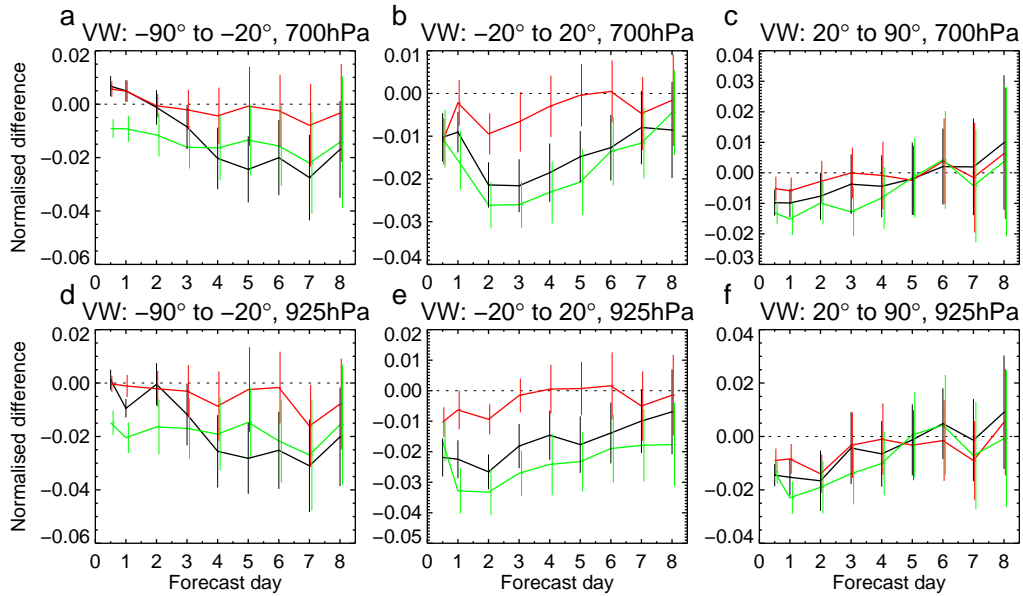 a
VW: −90° to −20°, 700hPa
b
VW: −20° to 20°, 700hPa
c
VW: 20° to 90°, 700hPa
Normalised difference
0.02
0.00
−0.02
−0.04
−0.06
0 1 2 3 4 5 6 7 8
0.01
0.00
−0.01
−0.02
−0.03
−0.04
0 1 2 3 4 5 6 7 8
0.04
0.03
0.02
0.01
0.00
−0.01
−0.02
−0.03
0 1 2 3 4 5 6 7 8
d
VW: −90° to −20°, 925hPa
e
VW: −20° to 20°, 925hPa
f
VW: 20° to 90°, 925hPa
Normalised difference
0.02
0.00
−0.02
−0.04
−0.06
0 1 2 3 4 5 6 7 8
Forecast day
0.02
0.01
0.00
−0.01
−0.02
−0.03
−0.04
−0.05
0 1 2 3 4 5 6 7 8
Forecast day
0.04
0.02
0.00
−0.02
−0.04
0 1 2 3 4 5 6 7 8
Forecast day